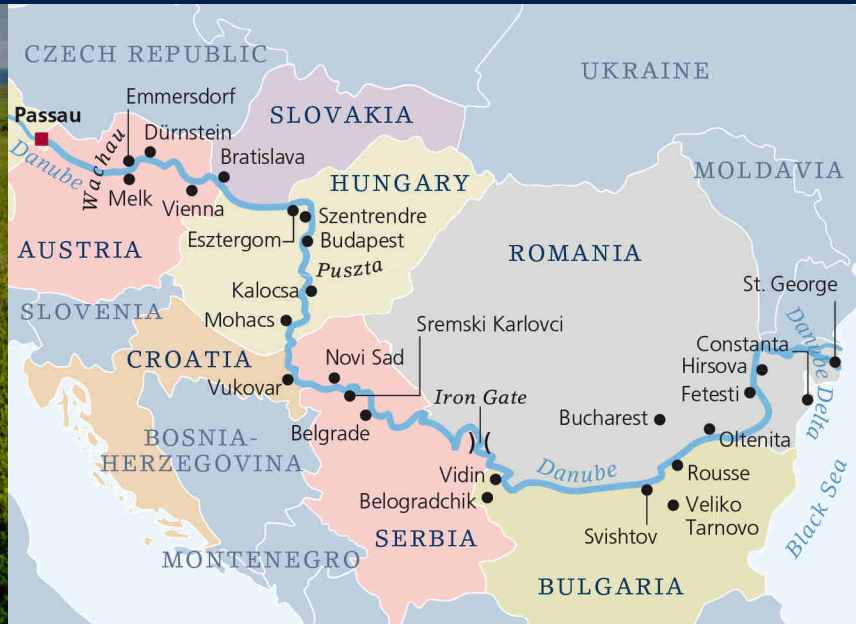 CZECH REPUBLIC
UKRAINE
Emmersdorf
Passau
SLOVAKIA
Dürnstein
Danube
Wachau
Bratislava
MOLDAVIA
HUNGARY
Melk
Vienna
Szentrendre
Esztergom
Budapest
AUSTRIA
ROMANIA
Puszta
St. George
Kalocsa
SLOVENIA
Mohacs
Sremski Karlovci
Danube Delta
Constanta
CROATIA
Novi Sad
Hirsova
Vukovar
Iron Gate
Fetesti
Bucharest
Belgrade
Oltenita
BOSNIA-
HERZEGOVINA
Vidin
Danube
Rousse
Belogradchik
Veliko
Tarnovo
Black Sea
SERBIA
Svishtov
MONTENEGRO
BULGARIA